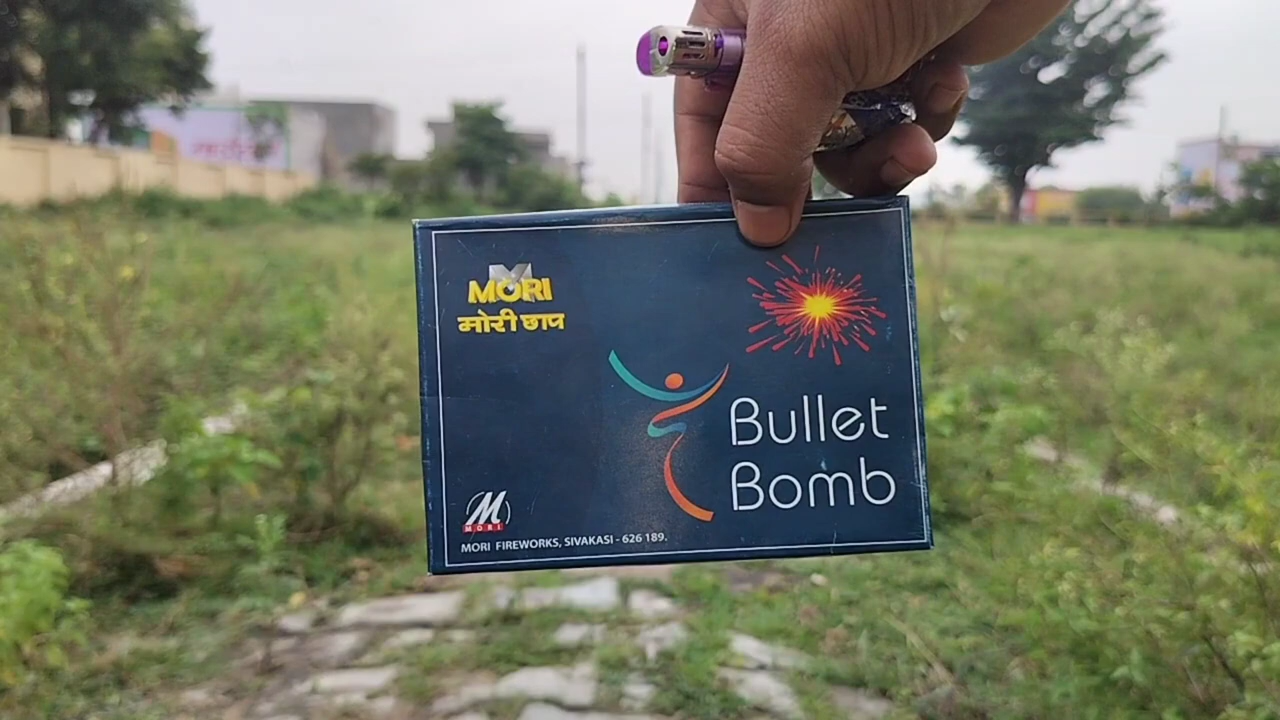 MORI
मोरी छाप
Bullet
Bomb
M
MORI
MORI FIREWORKS, SIVAKASI - 626 189.